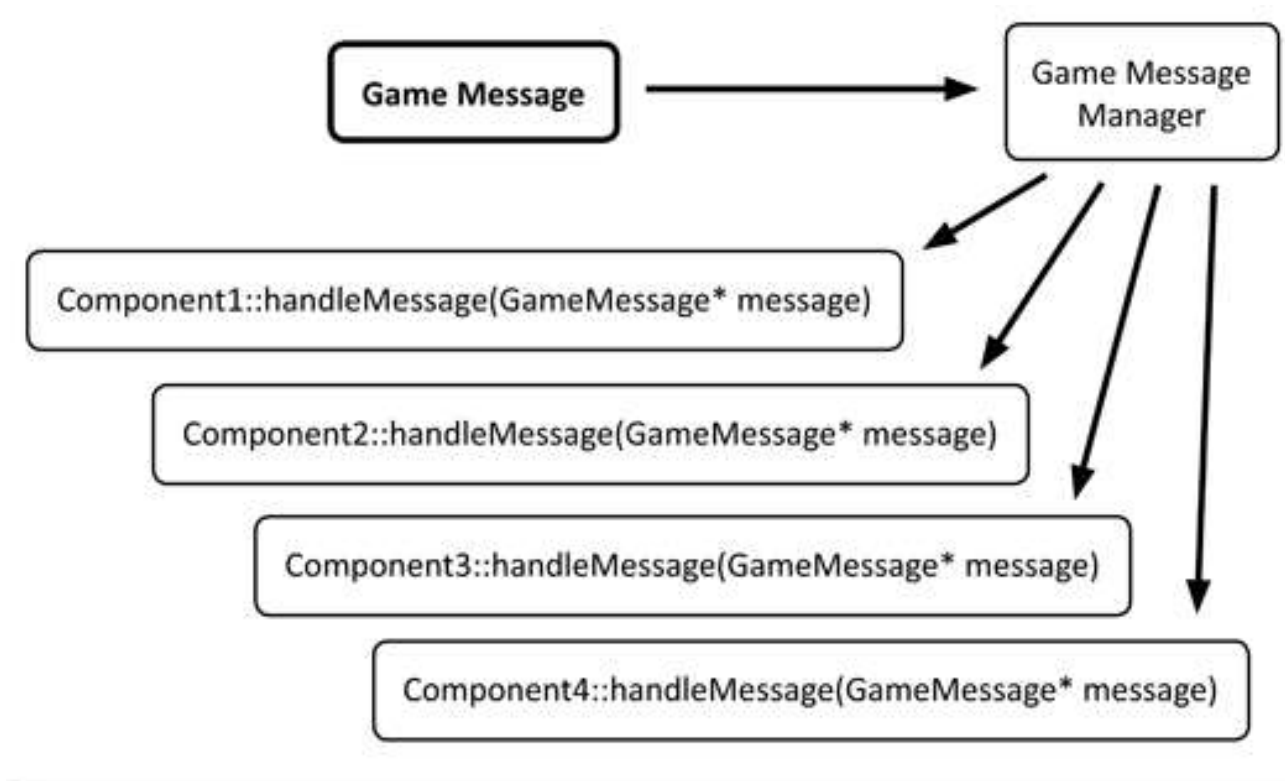 Game Message
Game Message
Manager
Component1::handleMessage(GameMessage* message)
Component2::handleMessage(GameMessage* message)
Component3::handleMessage(GameMessage* message)
Component4::handleMessage(GameMessage* message)